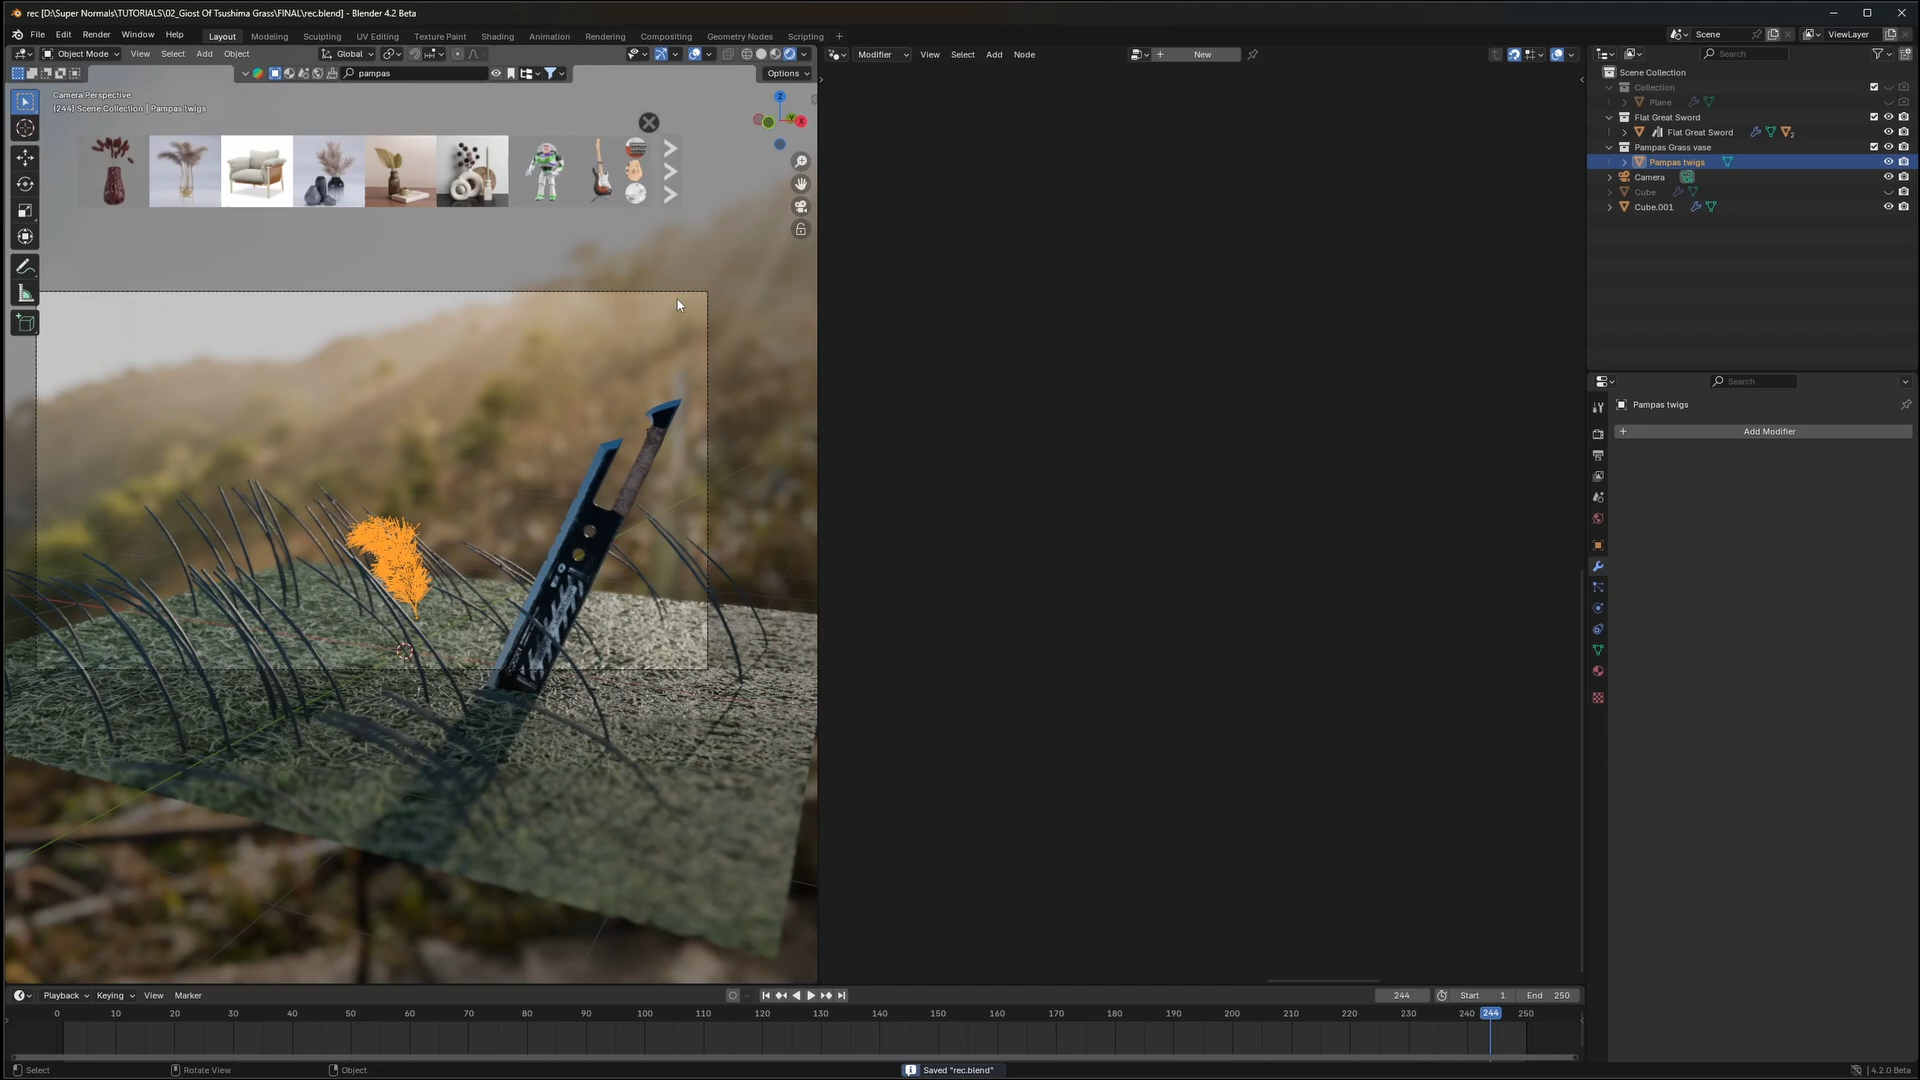 rec [D:\Super Normals\TUTORIALS\02_Giost Of Tsushima Grass\FINAL\rec.blend] - Blender 4.2 Beta
File Edit Render Window Help Layout Modeling Sculpting UV Editing Texture Paint Shading Animation Rendering Compositing Geometry Nodes Scripting + Scene ViewLayer
Object Mode View Select Add Object Global Modifier View Select Add Node New Search
pampas Options Scene Collection
Camera Perspective
(244) Scene Collection | Pampas twigs
Collection
Plane
Flat Great Sword
Flat Great Sword 2
Pampas Grass vase
Pampas twigs
Camera
Cube
Cube.001
Z
Y
X
Search
Pampas twigs
+ Add Modifier
Playback Keying View Marker 244 Start 1 End 250
0 10 20 30 40 50 60 70 80 90 100 110 120 130 140 150 160 170 180 190 200 210 220 230 240 244 250
Select Rotate View Object Saved "rec.blend" 4.2.0 Beta